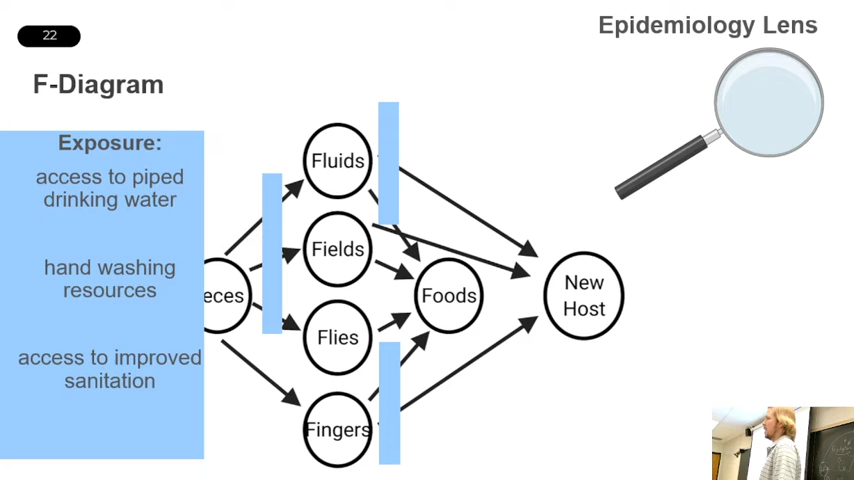 22
Epidemiology Lens
F-Diagram
Exposure:
access to piped
drinking water
hand washing
resources
access to improved
sanitation
eces
Fluids
Fields
Flies
Fingers
Foods
New
Host